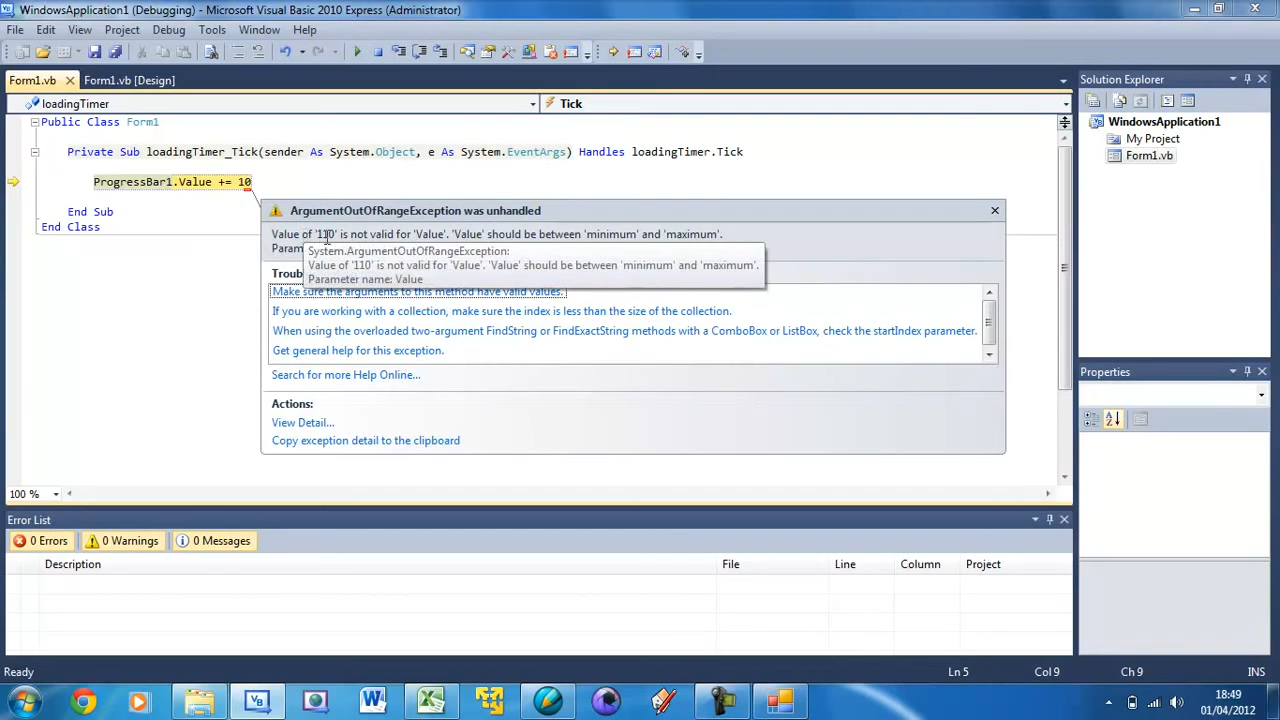 WindowsApplication1 (Debugging) - Microsoft Visual Basic 2010 Express (Administrator)
File Edit View Project Debug Tools Window Help
Form1.vb Form1.vb [Design]
loadingTimer Tick
Public Class Form1
Private Sub loadingTimer_Tick(sender As System.Object, e As System.EventArgs) Handles loadingTimer.Tick
ProgressBar1.Value += 10
End Sub
End Class
ArgumentOutOfRangeException was unhandled
Value of '110' is not valid for 'Value'. 'Value' should be between 'minimum' and 'maximum'.
Param
System.ArgumentOutOfRangeException:
Value of '110' is not valid for 'Value'. 'Value' should be between 'minimum' and 'maximum'.
Parameter name: Value
Troub
Make sure the arguments to this method have valid values.
If you are working with a collection, make sure the index is less than the size of the collection.
When using the overloaded two-argument FindString or FindExactString methods with a ComboBox or ListBox, check the startIndex parameter.
Get general help for this exception.
Search for more Help Online...
Actions:
View Detail...
Copy exception detail to the clipboard
100 %
Solution Explorer
WindowsApplication1
My Project
Form1.vb
Properties
Error List
0 Errors 0 Warnings 0 Messages
Description File Line Column Project
Ready Ln 5 Col 9 Ch 9 INS
18:49
01/04/2012